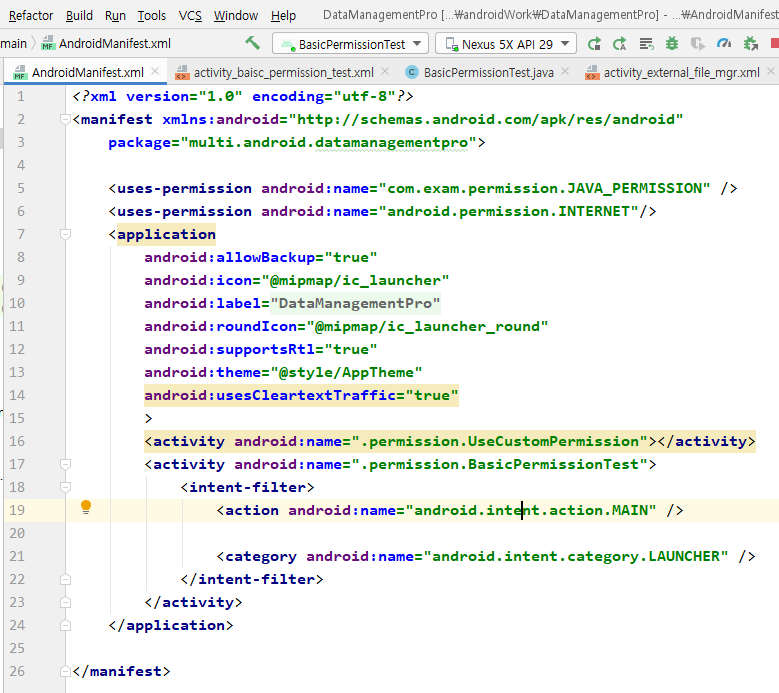 Refactor Build Run Tools VCS Window Help DataManagementPro [...₩androidWork₩DataManagementPro] - ...₩AndroidManifest
main AndroidManifest.xml BasicPermissionTest Nexus 5X API 29
AndroidManifest.xml activity_baisc_permission_test.xml BasicPermissionTest.java activity_external_file_mgr.xml
1 <?xml version="1.0" encoding="utf-8"?>
2 <manifest xmlns:android="http://schemas.android.com/apk/res/android"
3 package="multi.android.datamanagementpro">
4
5 <uses-permission android:name="com.exam.permission.JAVA_PERMISSION" />
6 <uses-permission android:name="android.permission.INTERNET"/>
7 <application
8 android:allowBackup="true"
9 android:icon="@mipmap/ic_launcher"
10 android:label="DataManagementPro"
11 android:roundIcon="@mipmap/ic_launcher_round"
12 android:supportsRtl="true"
13 android:theme="@style/AppTheme"
14 android:usesCleartextTraffic="true"
15 >
16 <activity android:name=".permission.UseCustomPermission"></activity>
17 <activity android:name=".permission.BasicPermissionTest">
18 <intent-filter>
19 <action android:name="android.intent.action.MAIN" />
20
21 <category android:name="android.intent.category.LAUNCHER" />
22 </intent-filter>
23 </activity>
24 </application>
25
26 </manifest>